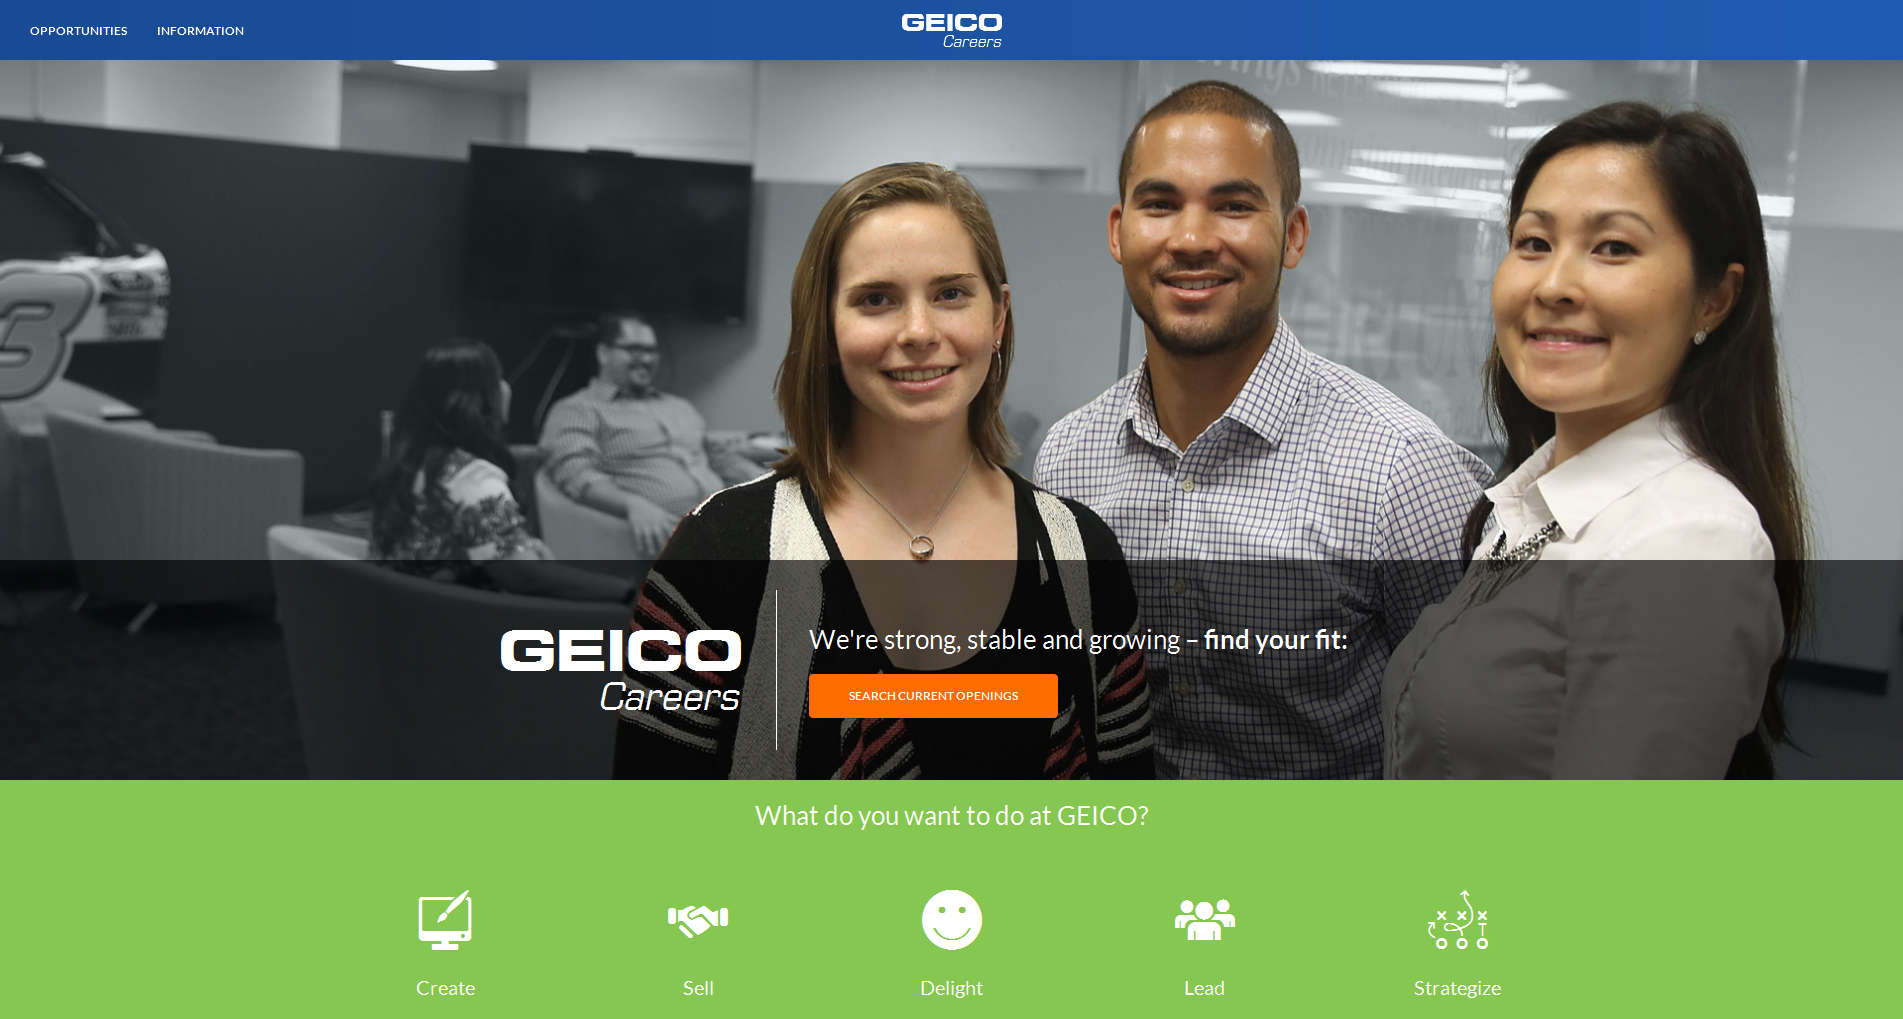 OPPORTUNITIES INFORMATION
GEICO
Careers
3
GEICO
Careers
We're strong, stable and growing – find your fit:
SEARCH CURRENT OPENINGS
What do you want to do at GEICO?
Create Sell Delight Lead Strategize